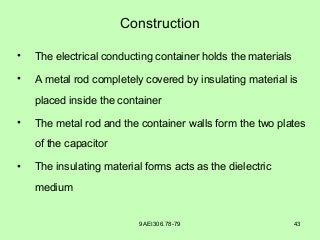 Construction
• The electrical conducting container holds the materials
• A metal rod completely covered by insulating material is
placed inside the container
• The metal rod and the container walls form the two plates
of the capacitor
• The insulating material forms acts as the dielectric
medium
9AEI306.78-79 43